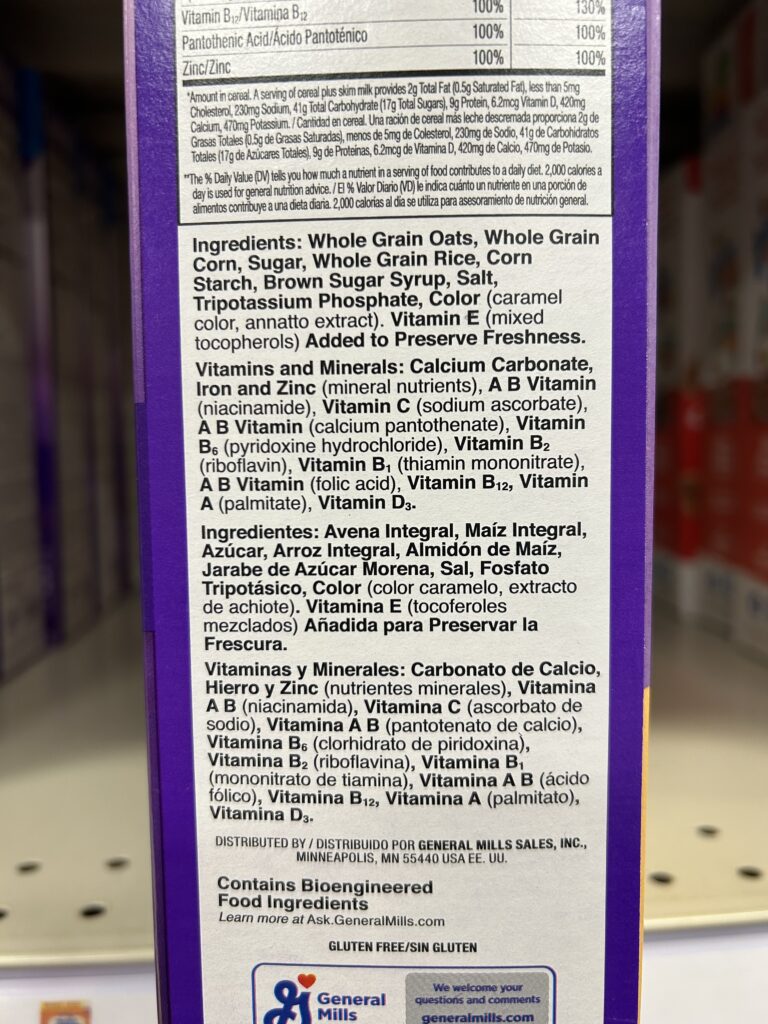 Vitamin B12/Vitamina B12 100% 130%
Pantothenic Acid/Ácido Pantoténico 100% 100%
Zinc/Zinc 100% 100%
*Amount in cereal. A serving of cereal plus skim milk provides 2g Total Fat (0.5g Saturated Fat), less than 5mg
Cholesterol, 230mg Sodium, 41g Total Carbohydrate (17g Total Sugars), 9g Protein, 6.2mcg Vitamin D, 420mg
Calcium, 470mg Potassium. / Cantidad en cereal. Una ración de cereal más leche descremada proporciona 2g de
Grasas Totales (0.5g de Grasas Saturadas), menos de 5mg de Colesterol, 230mg de Sodio, 41g de Carbohidratos
Totales (17g de Azúcares Totales), 9g de Proteínas, 6.2mcg de Vitamina D, 420mg de Calcio, 470mg de Potasio.
**The % Daily Value (DV) tells you how much a nutrient in a serving of food contributes to a daily diet. 2,000 calories a
day is used for general nutrition advice. / El % Valor Diario (VD) le indica cuánto un nutriente en una porción de
alimentos contribuye a una dieta diaria. 2,000 calorías al día se utiliza para asesoramiento de nutrición general.
Ingredients: Whole Grain Oats, Whole Grain
Corn, Sugar, Whole Grain Rice, Corn
Starch, Brown Sugar Syrup, Salt,
Tripotassium Phosphate, Color (caramel
color, annatto extract). Vitamin E (mixed
tocopherols) Added to Preserve Freshness.
Vitamins and Minerals: Calcium Carbonate,
Iron and Zinc (mineral nutrients), A B Vitamin
(niacinamide), Vitamin C (sodium ascorbate),
A B Vitamin (calcium pantothenate), Vitamin
B6 (pyridoxine hydrochloride), Vitamin B2
(riboflavin), Vitamin B1 (thiamin mononitrate),
A B Vitamin (folic acid), Vitamin B12, Vitamin
A (palmitate), Vitamin D3.
Ingredientes: Avena Integral, Maíz Integral,
Azúcar, Arroz Integral, Almidón de Maíz,
Jarabe de Azúcar Morena, Sal, Fosfato
Tripotásico, Color (color caramelo, extracto
de achiote). Vitamina E (tocoferoles
mezclados) Añadida para Preservar la
Frescura.
Vitaminas y Minerales: Carbonato de Calcio,
Hierro y Zinc (nutrientes minerales), Vitamina
A B (niacinamida), Vitamina C (ascorbato de
sodio), Vitamina A B (pantotenato de calcio),
Vitamina B6 (clorhidrato de piridoxina),
Vitamina B2 (riboflavina), Vitamina B1
(mononitrato de tiamina), Vitamina A B (ácido
fólico), Vitamina B12, Vitamina A (palmitato),
Vitamina D3.
DISTRIBUTED BY / DISTRIBUIDO POR GENERAL MILLS SALES, INC.,
MINNEAPOLIS, MN 55440 USA EE. UU.
Contains Bioengineered
Food Ingredients
Learn more at Ask.GeneralMills.com
GLUTEN FREE/SIN GLUTEN
General
Mills
We welcome your
questions and comments
generalmills.com